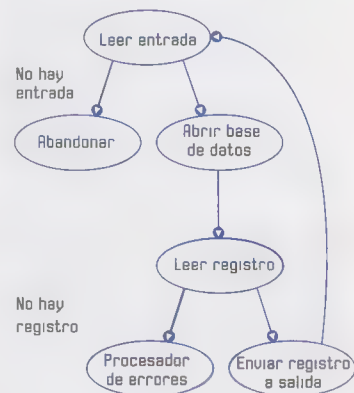 Leer entrada
No hay
entrada
Abandonar
Abrir base
de datos
Leer registro
No hay
registro
Procesador
de errores
Enviar registro
a salida